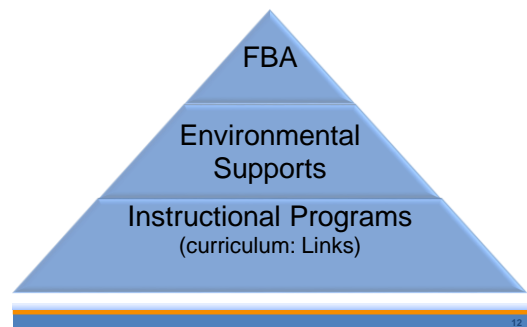 FBA
Environmental
Supports
Instructional Programs
(curriculum: Links)
12